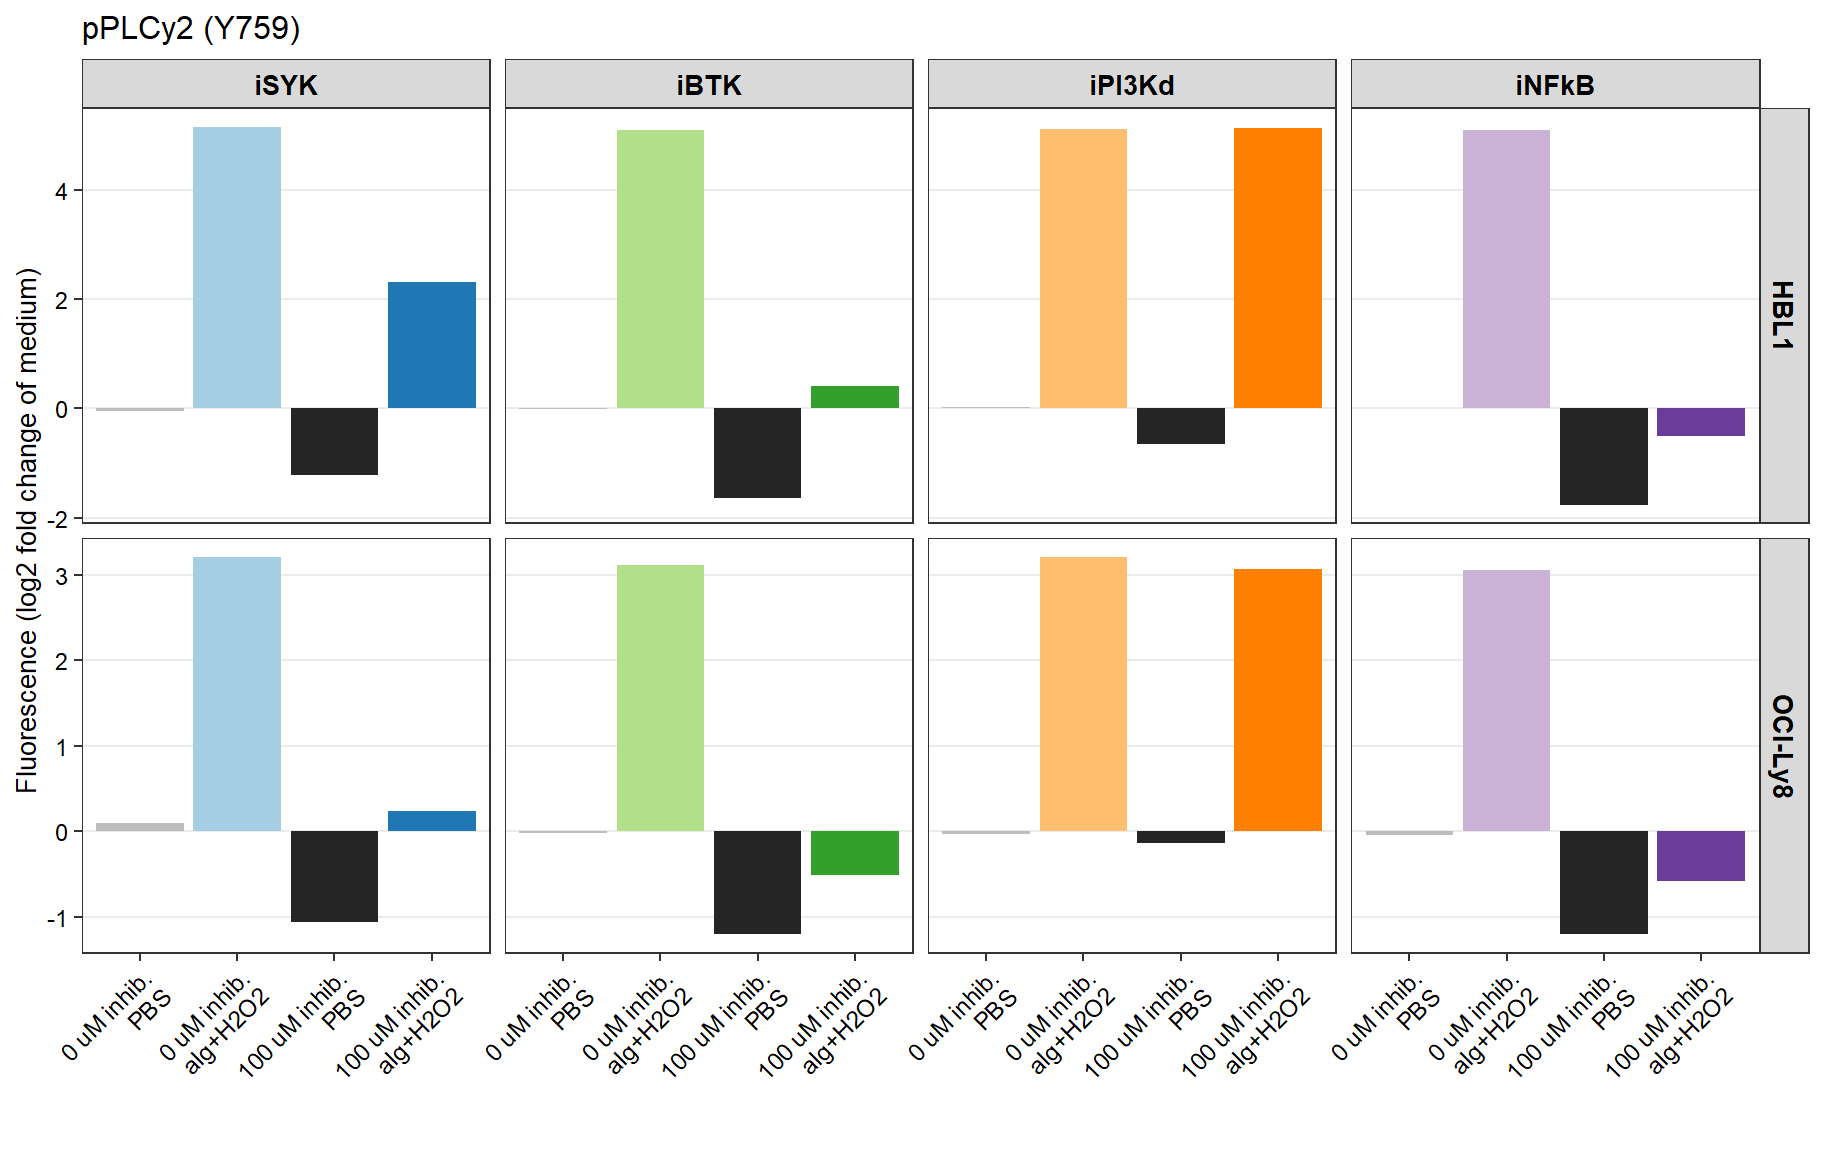 pPLCy2 (Y759)
iSYK
iBTK
iPI3Kd
iNFkB
Fluorescence (log2 fold change of medium)
4
2
0
-2
HBL1
3
2
1
0
-1
OCI-Ly8
0 uM inhib.
PBS
0 uM inhib.
alg+H2O2
100 uM inhib.
PBS
100 uM inhib.
alg+H2O2
0 uM inhib.
PBS
0 uM inhib.
alg+H2O2
100 uM inhib.
PBS
100 uM inhib.
alg+H2O2
0 uM inhib.
PBS
0 uM inhib.
alg+H2O2
100 uM inhib.
PBS
100 uM inhib.
alg+H2O2
0 uM inhib.
PBS
0 uM inhib.
alg+H2O2
100 uM inhib.
PBS
100 uM inhib.
alg+H2O2